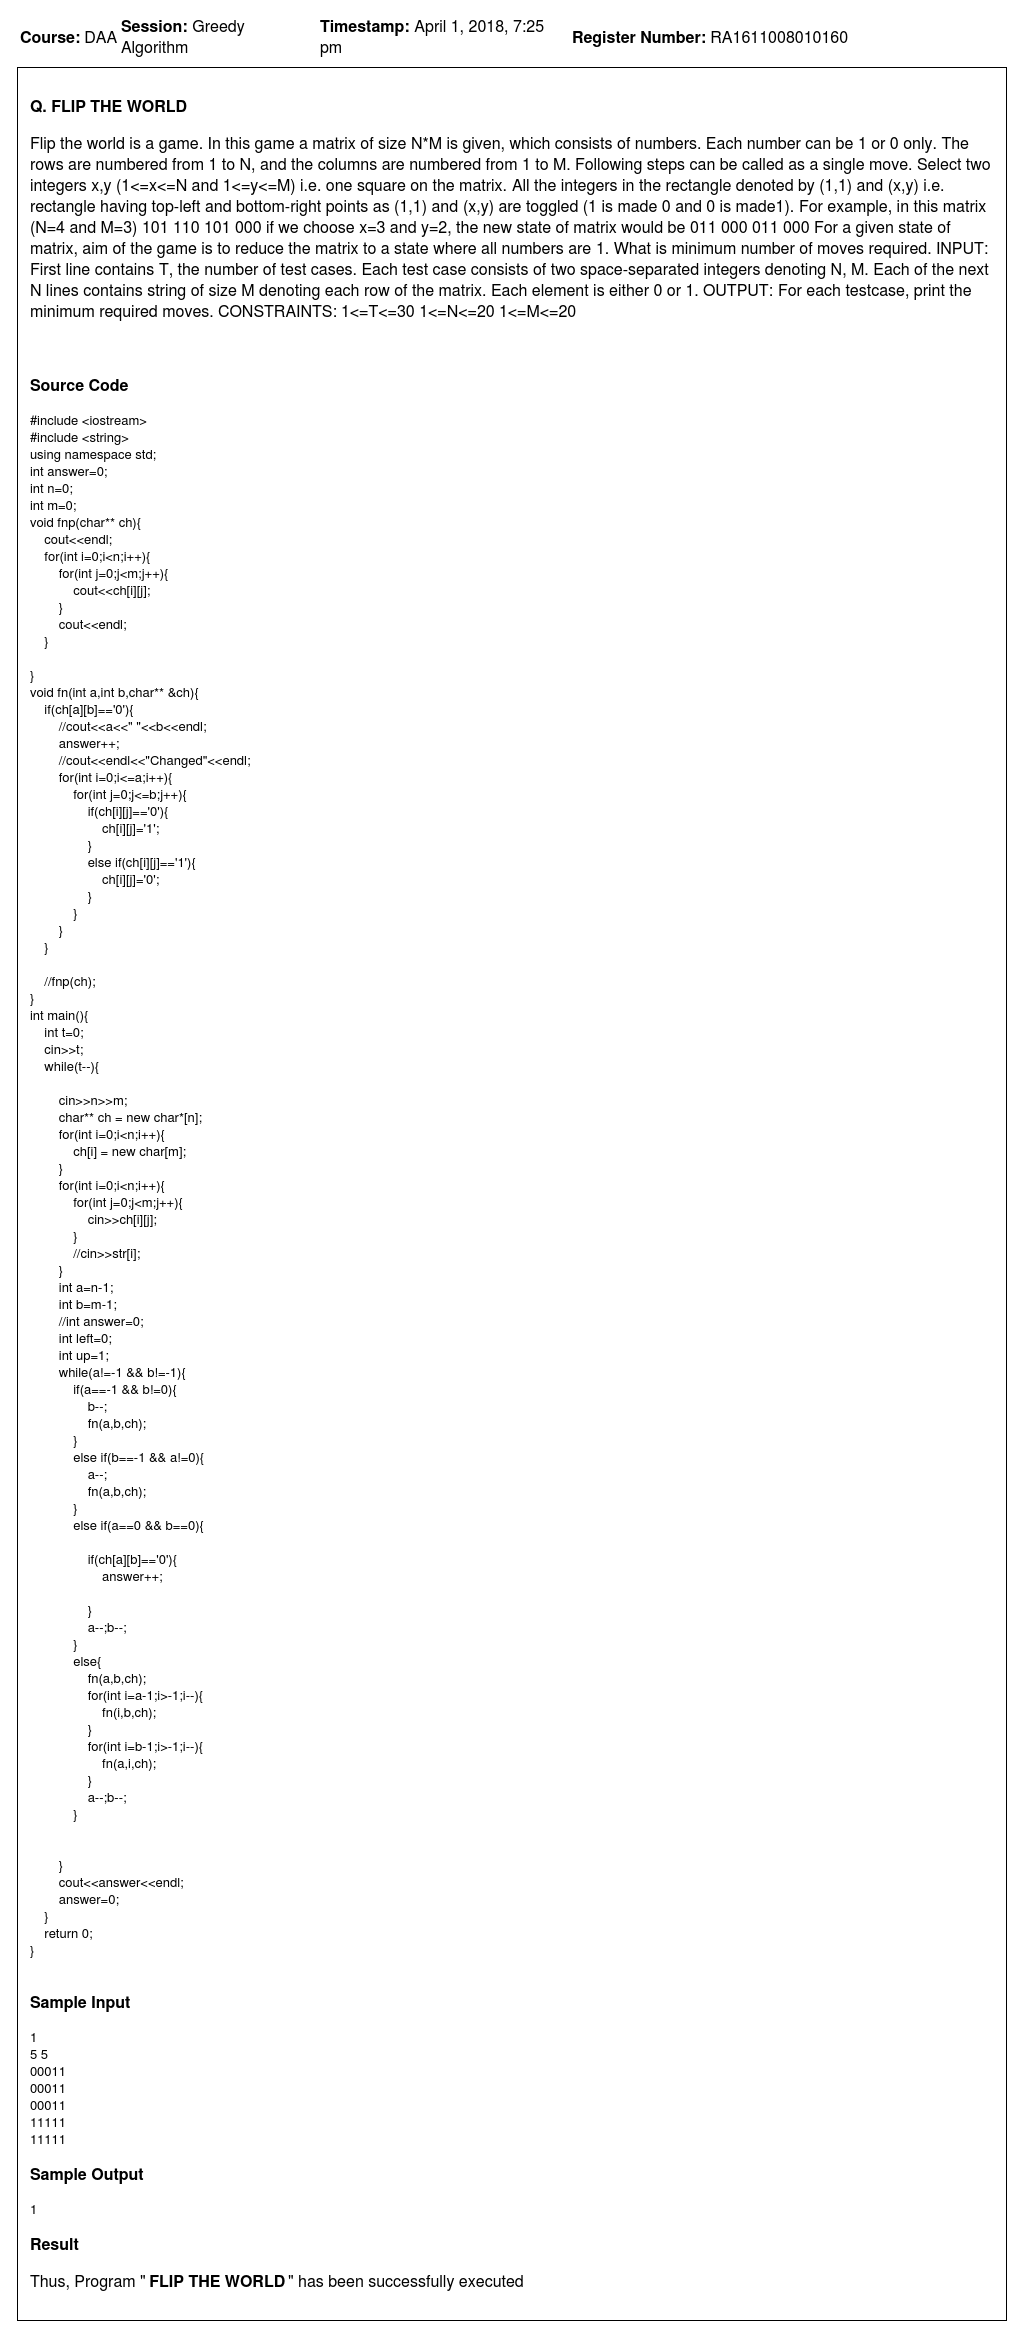 Course: DAA Session: Greedy Algorithm Timestamp: April 1, 2018, 7:25 pm Register Number: RA1611008010160
Q. FLIP THE WORLD
Flip the world is a game. In this game a matrix of size N*M is given, which consists of numbers. Each number can be 1 or 0 only. The
rows are numbered from 1 to N, and the columns are numbered from 1 to M. Following steps can be called as a single move. Select two
integers x,y (1<=x<=N and 1<=y<=M) i.e. one square on the matrix. All the integers in the rectangle denoted by (1,1) and (x,y) i.e.
rectangle having top-left and bottom-right points as (1,1) and (x,y) are toggled (1 is made 0 and 0 is made1). For example, in this matrix
(N=4 and M=3) 101 110 101 000 if we choose x=3 and y=2, the new state of matrix would be 011 000 011 000 For a given state of
matrix, aim of the game is to reduce the matrix to a state where all numbers are 1. What is minimum number of moves required. INPUT:
First line contains T, the number of test cases. Each test case consists of two space-separated integers denoting N, M. Each of the next
N lines contains string of size M denoting each row of the matrix. Each element is either 0 or 1. OUTPUT: For each testcase, print the
minimum required moves. CONSTRAINTS: 1<=T<=30 1<=N<=20 1<=M<=20
Source Code
#include <iostream>
#include <string>
using namespace std;
int answer=0;
int n=0;
int m=0;
void fnp(char** ch){
    cout<<endl;
    for(int i=0;i<n;i++){
        for(int j=0;j<m;j++){
            cout<<ch[i][j];
        }
        cout<<endl;
    }
}
void fn(int a,int b,char** &ch){
    if(ch[a][b]=='0'){
        //cout<<a<<" "<<b<<endl;
        answer++;
        //cout<<endl<<"Changed"<<endl;
        for(int i=0;i<=a;i++){
            for(int j=0;j<=b;j++){
                if(ch[i][j]=='0'){
                    ch[i][j]='1';
                }
                else if(ch[i][j]=='1'){
                    ch[i][j]='0';
                }
            }
        }
    }
    //fnp(ch);
}
int main(){
    int t=0;
    cin>>t;
    while(t--){
        cin>>n>>m;
        char** ch = new char*[n];
        for(int i=0;i<n;i++){
            ch[i] = new char[m];
        }
        for(int i=0;i<n;i++){
            for(int j=0;j<m;j++){
                cin>>ch[i][j];
            }
            //cin>>str[i];
        }
        int a=n-1;
        int b=m-1;
        //int answer=0;
        int left=0;
        int up=1;
        while(a!=-1 && b!=-1){
            if(a==-1 && b!=0){
                b--;
                fn(a,b,ch);
            }
            else if(b==-1 && a!=0){
                a--;
                fn(a,b,ch);
            }
            else if(a==0 && b==0){
                if(ch[a][b]=='0'){
                    answer++;
                }
                a--;b--;
            }
            else{
                fn(a,b,ch);
                for(int i=a-1;i>-1;i--){
                    fn(i,b,ch);
                }
                for(int i=b-1;i>-1;i--){
                    fn(a,i,ch);
                }
                a--;b--;
            }
        }
        cout<<answer<<endl;
        answer=0;
    }
    return 0;
}
Sample Input
1
5 5
00011
00011
00011
11111
11111
Sample Output
1
Result
Thus, Program " FLIP THE WORLD " has been successfully executed